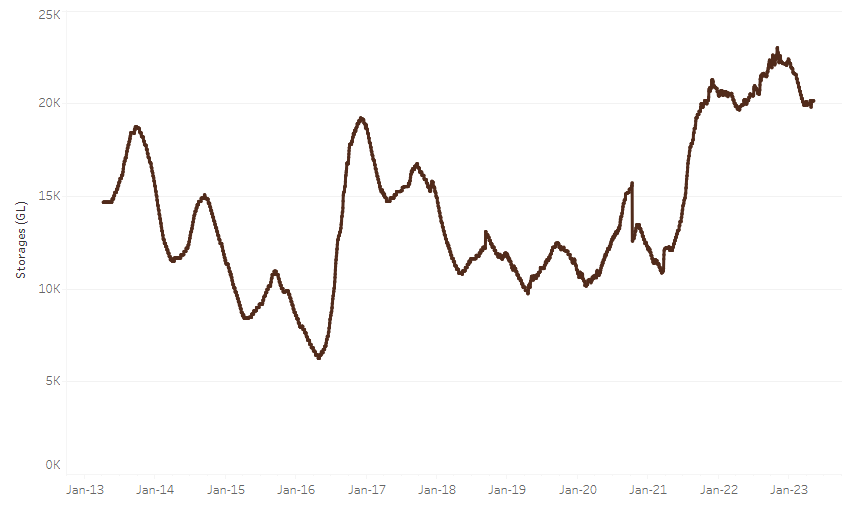 25K
20K
15K
10K
5K
0K
Storages (GL)
Jan-13 Jan-14 Jan-15 Jan-16 Jan-17 Jan-18 Jan-19 Jan-20 Jan-21 Jan-22 Jan-23